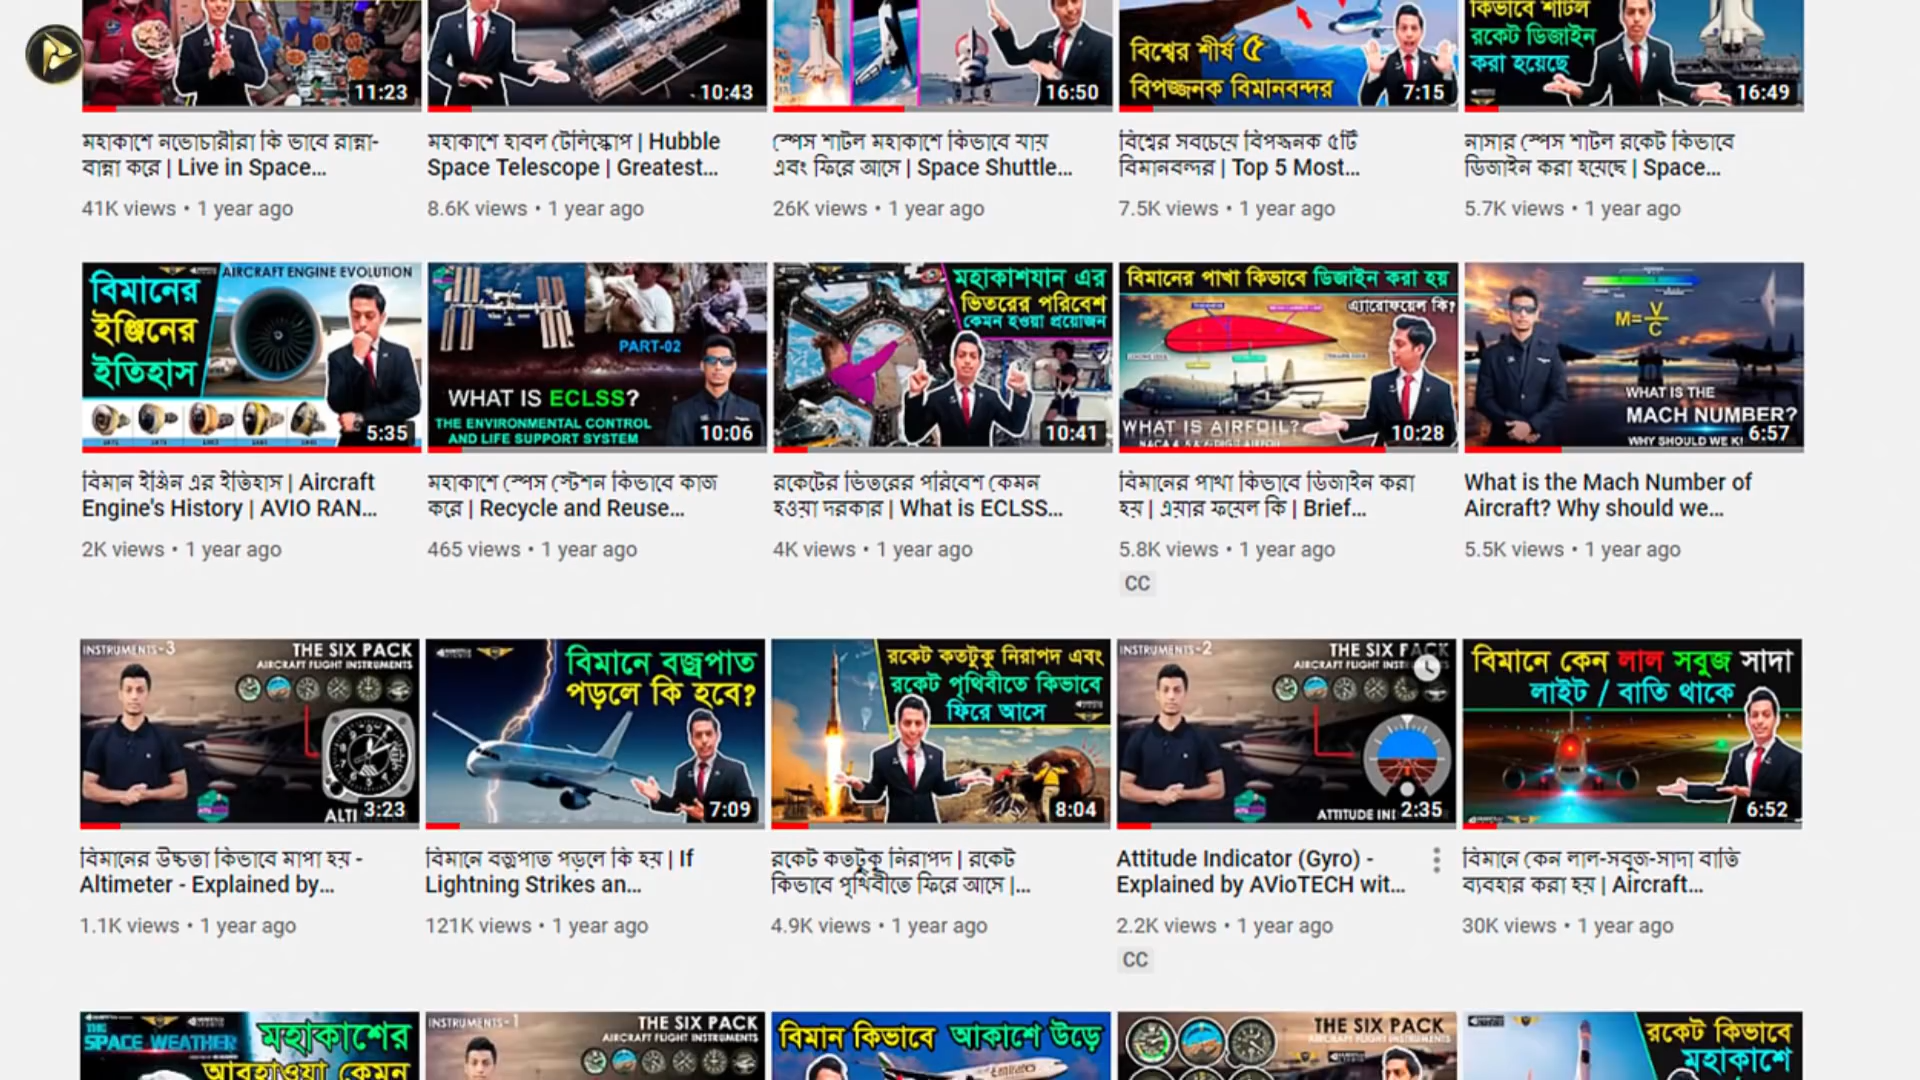 কিভাবে শাটল
রকেট ডিজাইন
করা হয়েছে
বিশ্বের শীর্ষ ৫
বিপজ্জনক বিমানবন্দর
11:23
10:43
16:50
7:15
16:49
মহাকাশে নভোচারীরা কি ভাবে রান্না-
বান্না করে | Live in Space...
41K views • 1 year ago
মহাকাশে হাবল টেলিস্কোপ | Hubble
Space Telescope | Greatest...
8.6K views • 1 year ago
স্পেস শাটল মহাকাশে কিভাবে যায়
এবং ফিরে আসে | Space Shuttle...
26K views • 1 year ago
বিশ্বের সবচেয়ে বিপজ্জনক ৫টি
বিমানবন্দর | Top 5 Most...
7.5K views • 1 year ago
নাসার স্পেস শাটল রকেট কিভাবে
ডিজাইন করা হয়েছে | Space...
5.7K views • 1 year ago
AIRCRAFT ENGINE EVOLUTION
বিমানের
ইঞ্জিনের
ইতিহাস
5:35
PART-02
WHAT IS ECLSS?
THE ENVIRONMENTAL CONTROL
AND LIFE SUPPORT SYSTEM
10:06
মহাকাশযান এর
ভিতরের পরিবেশ
কেমন হওয়া প্রয়োজন
10:41
বিমানের পাখা কিভাবে ডিজাইন করা হয়
এ্যারোফয়েল কি?
WHAT IS AIRFOIL?
10:28
M=V/C
WHAT IS THE
MACH NUMBER?
WHY SHOULD WE K
6:57
বিমান ইঞ্জিন এর ইতিহাস | Aircraft
Engine's History | AVIO RAN...
2K views • 1 year ago
মহাকাশে স্পেস স্টেশন কিভাবে কাজ
করে | Recycle and Reuse...
465 views • 1 year ago
রকেটের ভিতরের পরিবেশ কেমন
হওয়া দরকার | What is ECLSS...
4K views • 1 year ago
বিমানের পাখা কিভাবে ডিজাইন করা
হয় | এয়ার ফয়েল কি | Brief...
5.8K views • 1 year ago
CC
What is the Mach Number of
Aircraft? Why should we...
5.5K views • 1 year ago
INSTRUMENTS-3
THE SIX PACK
AIRCRAFT FLIGHT INSTRUMENTS
ALTI
3:23
বিমানে বজ্রপাত
পড়লে কি হবে?
7:09
রকেট কতটুকু নিরাপদ এবং
রকেট পৃথিবীতে কিভাবে
ফিরে আসে
8:04
INSTRUMENTS-2
THE SIX PACK
AIRCRAFT FLIGHT
ATTITUDE IN
2:35
বিমানে কেন লাল সবুজ সাদা
লাইট / বাতি থাকে
6:52
বিমানের উচ্চতা কিভাবে মাপা হয় -
Altimeter - Explained by...
1.1K views • 1 year ago
বিমানে বজ্রপাত পড়লে কি হয় | If
Lightning Strikes an...
121K views • 1 year ago
রকেট কতটুকু নিরাপদ | রকেট
কিভাবে পৃথিবীতে ফিরে আসে |...
4.9K views • 1 year ago
Attitude Indicator (Gyro) -
Explained by AVioTECH wit...
2.2K views • 1 year ago
CC
বিমানে কেন লাল-সবুজ-সাদা বাতি
ব্যবহার করা হয় | Aircraft...
30K views • 1 year ago
THE
SPACE WEATHER
মহাকাশের
আবহাওয়া কেমন
INSTRUMENTS-1
THE SIX PACK
AIRCRAFT FLIGHT INSTRUMENTS
বিমান কিভাবে আকাশে উড়ে
THE SIX PACK
AIRCRAFT FLIGHT INSTRUMENTS
রকেট কিভাবে
মহাকাশে